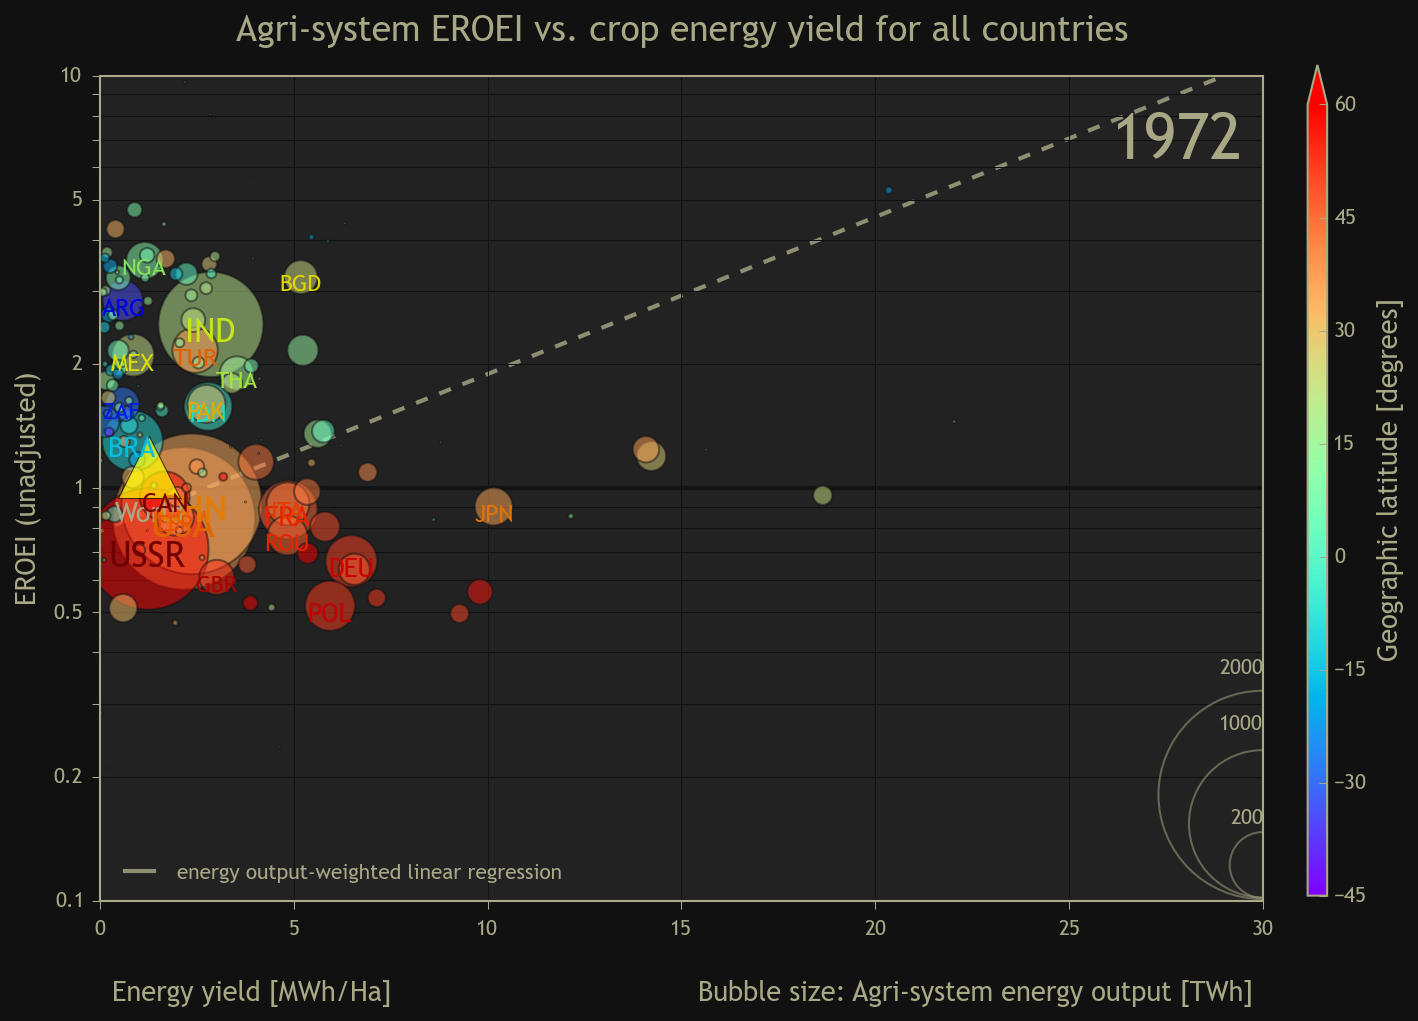 Agri-system EROEI vs. crop energy yield for all countries
1972
10
5
2
1
0.5
0.2
0.1
EROEI (unadjusted)
NGA
BGD
ARG
IND
TUR
MEX
THA
ZAF
PAK
BRA
CAN
USA
JPN
FRA
ROU
USSR
DEU
GBR
POL
2000
1000
200
energy output-weighted linear regression
0 5 10 15 20 25 30
Energy yield [MWh/Ha]
Bubble size: Agri-system energy output [TWh]
60
45
30
15
0
−15
−30
−45
Geographic latitude [degrees]